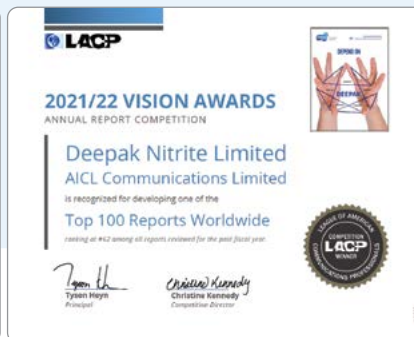 LACP
2021/22 VISION AWARDS
ANNUAL REPORT COMPETITION
Deepak Nitrite Limited
AICL Communications Limited
is recognized for developing one of the
Top 100 Reports Worldwide
ranking at #62 among all reports reviewed for the past fiscal year.
Tysen Heyn
Principal
Christine Kennedy
Christine Kennedy
Competition Director
DEPEND ON
DEEPAK
LEAGUE OF AMERICAN
COMPETITION
LACP
WINNER
COMMUNICATIONS PROFESSIONALS